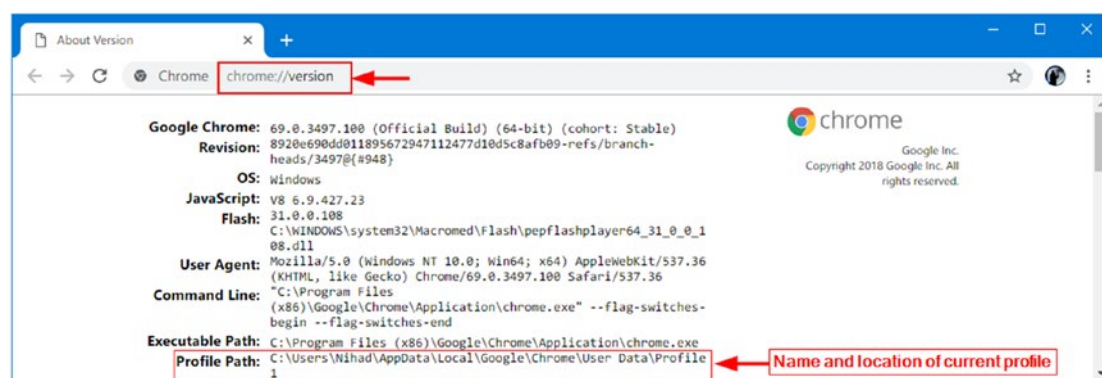 About Version
Chrome chrome://version
chrome
Google Inc.
Copyright 2018 Google Inc. All
rights reserved.
Google Chrome: 69.0.3497.100 (Official Build) (64-bit) (cohort: Stable)
Revision: 8920e690dd011895672947112477d10d5c8afb09-refs/branch-
heads/3497@{#948}
OS: Windows
JavaScript: V8 6.9.427.23
Flash: 31.0.0.108
C:\WINDOWS\system32\Macromed\Flash\pepflashplayer64_31_0_0_1
08.dll
User Agent: Mozilla/5.0 (Windows NT 10.0; Win64; x64) AppleWebKit/537.36
(KHTML, like Gecko) Chrome/69.0.3497.100 Safari/537.36
Command Line: "C:\Program Files
(x86)\Google\Chrome\Application\chrome.exe" --flag-switches-
begin --flag-switches-end
Executable Path: C:\Program Files (x86)\Google\Chrome\Application\chrome.exe
Profile Path: C:\Users\Nihad\AppData\Local\Google\Chrome\User Data\Profile
1
Name and location of current profile